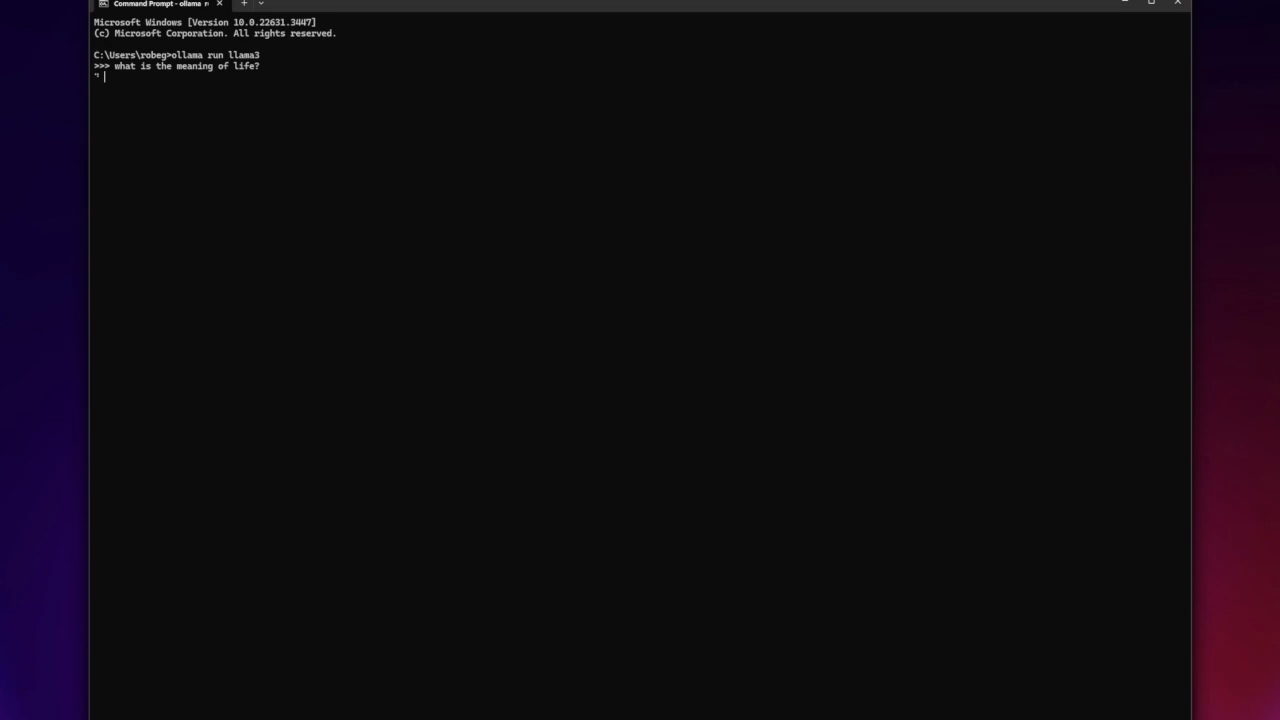 Command Prompt - ollama r
Microsoft Windows [Version 10.0.22631.3447]
(c) Microsoft Corporation. All rights reserved.
C:\Users\robeg>ollama run llama3
>>> what is the meaning of life?